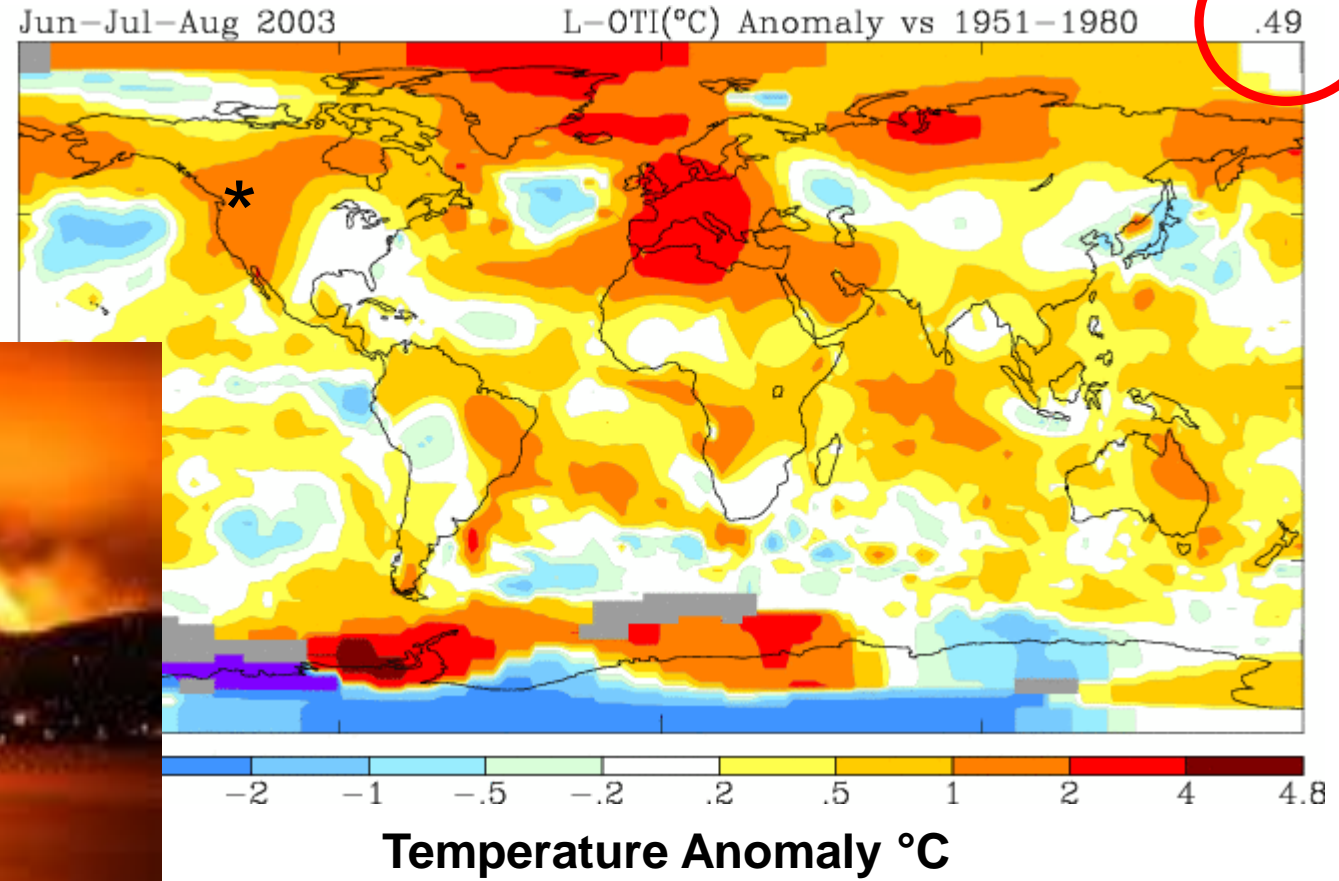 Jun-Jul-Aug 2003 L-OTI(°C) Anomaly vs 1951-1980 .49
*
-2 -1 -.5 -.2 .2 .5 1 2 4 4.8
Temperature Anomaly °C